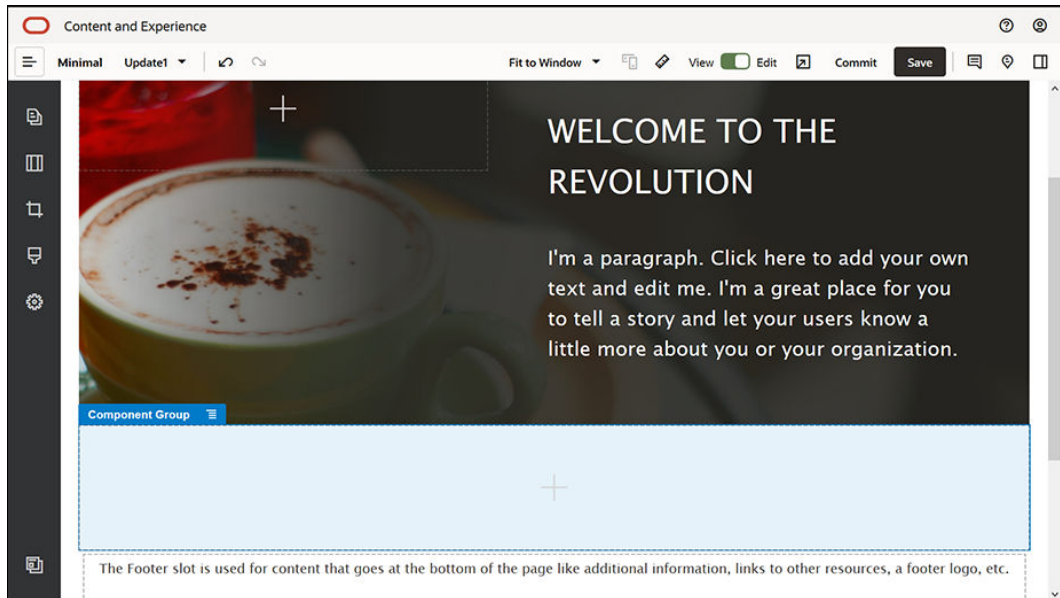 Content and Experience
Minimal Update1 Fit to Window View Edit Commit Save
WELCOME TO THE
REVOLUTION
I'm a paragraph. Click here to add your own
text and edit me. I'm a great place for you
to tell a story and let your users know a
little more about you or your organization.
Component Group
The Footer slot is used for content that goes at the bottom of the page like additional information, links to other resources, a footer logo, etc.